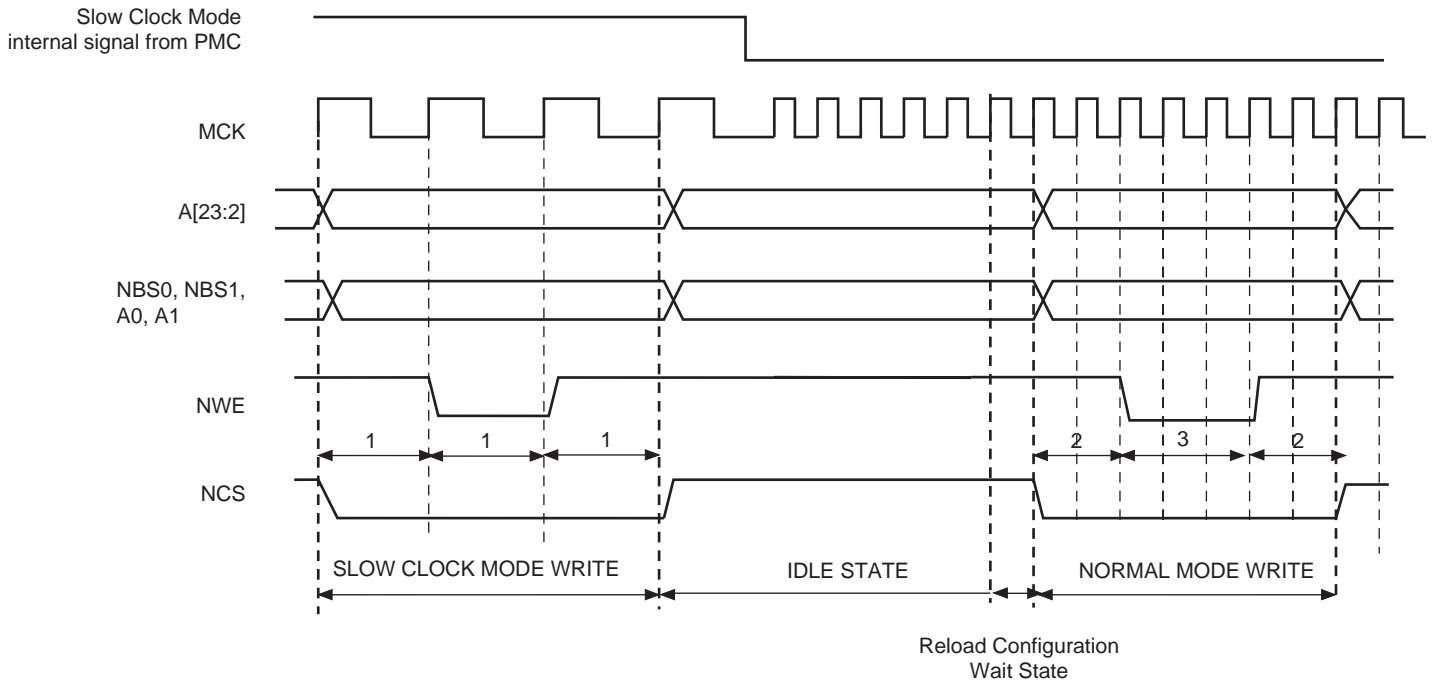 Slow Clock Mode
internal signal from PMC
MCK
A[23:2]
NBS0, NBS1,
A0, A1
NWE
1 1 1 2 3 2
NCS
SLOW CLOCK MODE WRITE IDLE STATE NORMAL MODE WRITE
Reload Configuration
Wait State